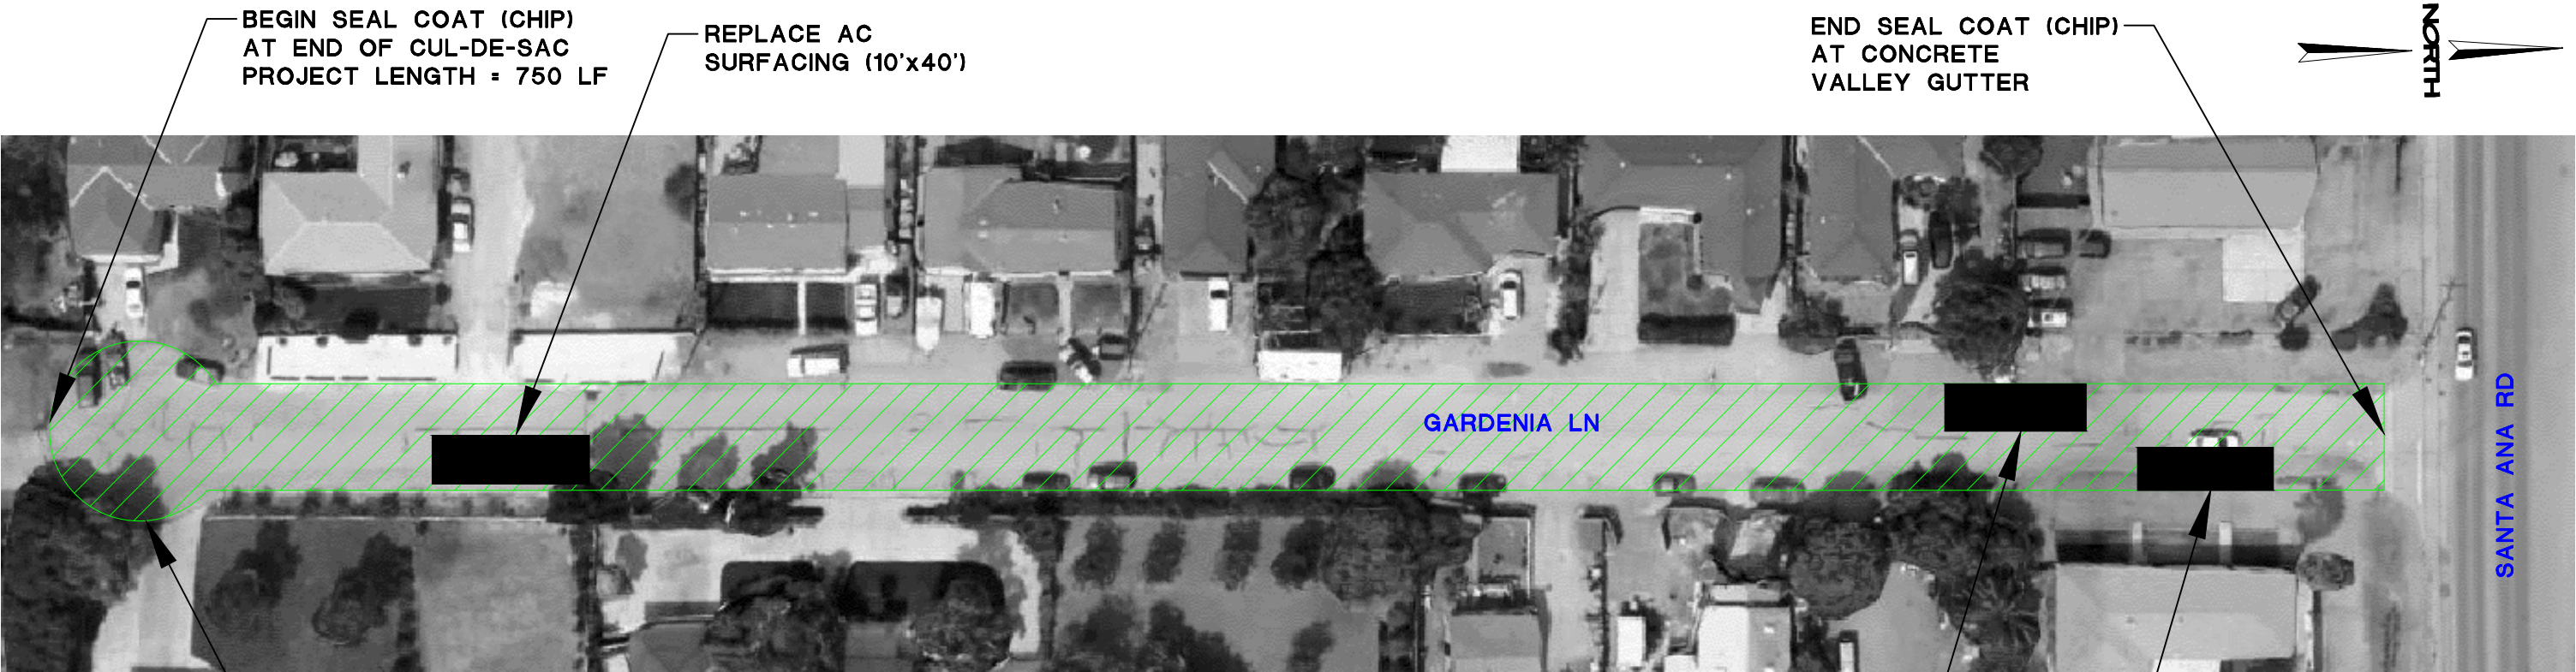 BEGIN SEAL COAT (CHIP)
AT END OF CUL-DE-SAC
PROJECT LENGTH = 750 LF
REPLACE AC
SURFACING (10'x40')
END SEAL COAT (CHIP)
AT CONCRETE
VALLEY GUTTER
NORTH
GARDENIA LN
SANTA ANA RD